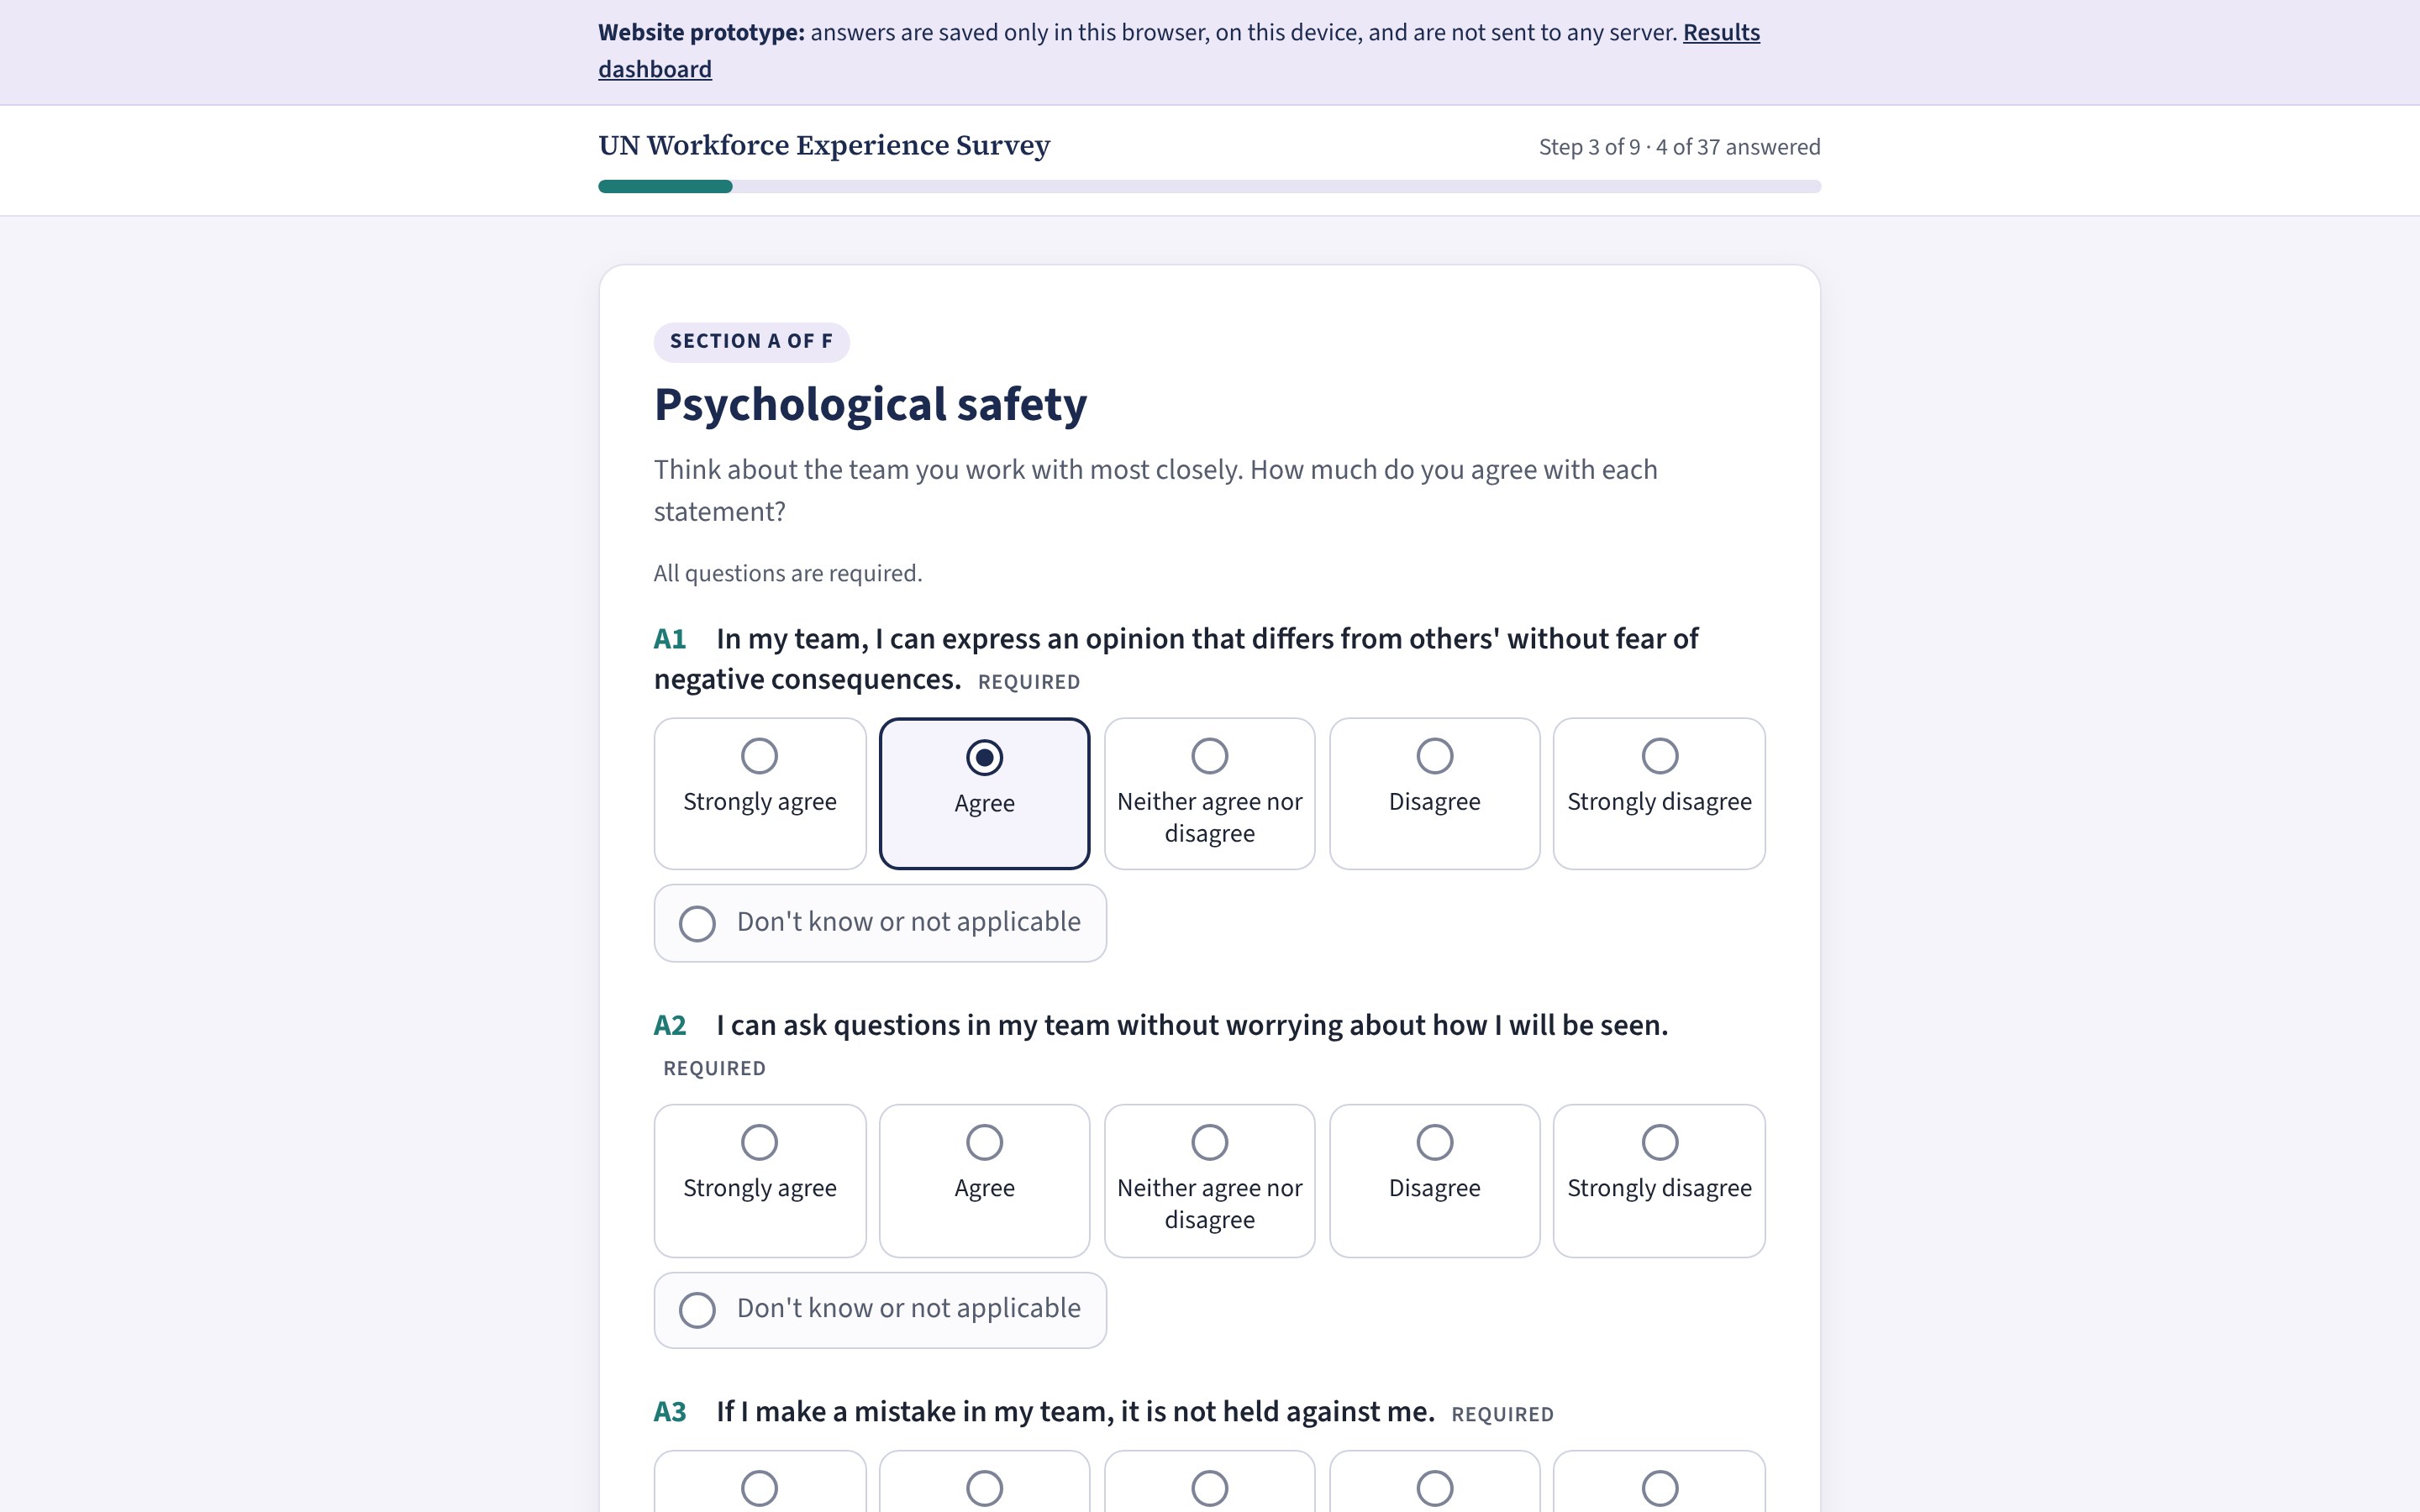 Website prototype: answers are saved only in this browser, on this device, and are not sent to any server. Results
dashboard
UN Workforce Experience Survey
Step 3 of 9 · 4 of 37 answered
SECTION A OF F
Psychological safety
Think about the team you work with most closely. How much do you agree with each
statement?
All questions are required.
A1 In my team, I can express an opinion that differs from others' without fear of
negative consequences. REQUIRED
Strongly agree
Agree
Neither agree nor
disagree
Disagree
Strongly disagree
Don't know or not applicable
A2 I can ask questions in my team without worrying about how I will be seen.
REQUIRED
Strongly agree
Agree
Neither agree nor
disagree
Disagree
Strongly disagree
Don't know or not applicable
A3 If I make a mistake in my team, it is not held against me. REQUIRED